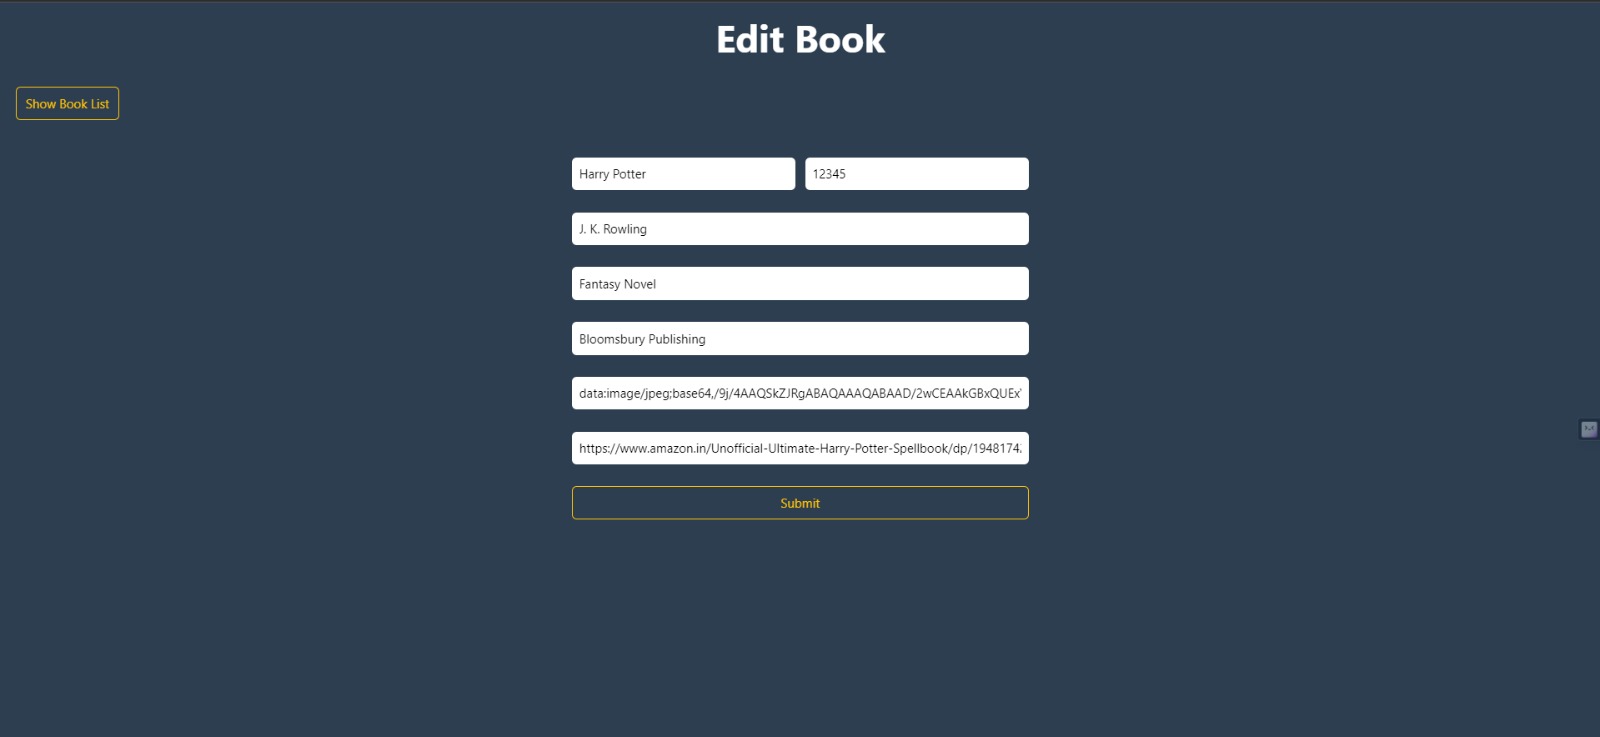 Edit Book
Show Book List
Harry Potter 12345
J. K. Rowling
Fantasy Novel
Bloomsbury Publishing
data:image/jpeg;base64,/9j/4AAQSkZJRgABAQAAAQABAAD/2wCEAAkGBxQUEx
https://www.amazon.in/Unofficial-Ultimate-Harry-Potter-Spellbook/dp/1948174
Submit